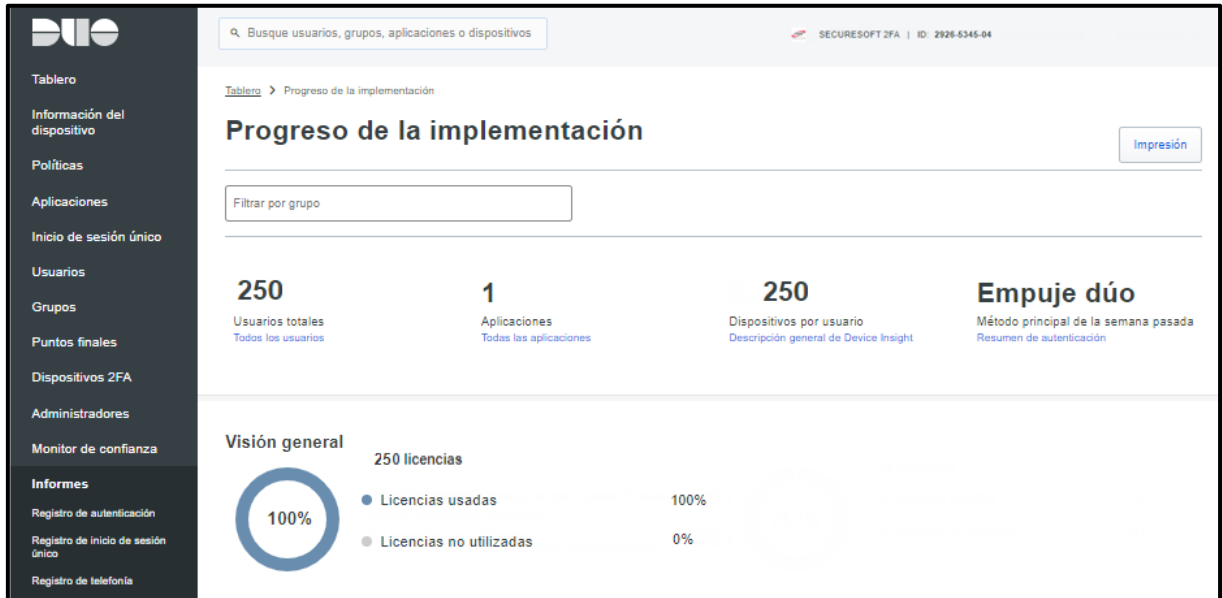 DUO
Busque usuarios, grupos, aplicaciones o dispositivos
SECURESOFT 2FA | ID: 2926-5345-04
Tablero
Información del
dispositivo
Políticas
Aplicaciones
Inicio de sesión único
Usuarios
Grupos
Puntos finales
Dispositivos 2FA
Administradores
Monitor de confianza
Informes
Registro de autenticación
Registro de inicio de sesión
único
Registro de telefonía
Tablero > Progreso de la implementación
Progreso de la implementación
Impresión
Filtrar por grupo
250
Usuarios totales
Todos los usuarios
1
Aplicaciones
Todas las aplicaciones
250
Dispositivos por usuario
Descripción general de Device Insight
Empuje dúo
Método principal de la semana pasada
Resumen de autenticación
Visión general
250 licencias
100%
Licencias usadas 100%
Licencias no utilizadas 0%